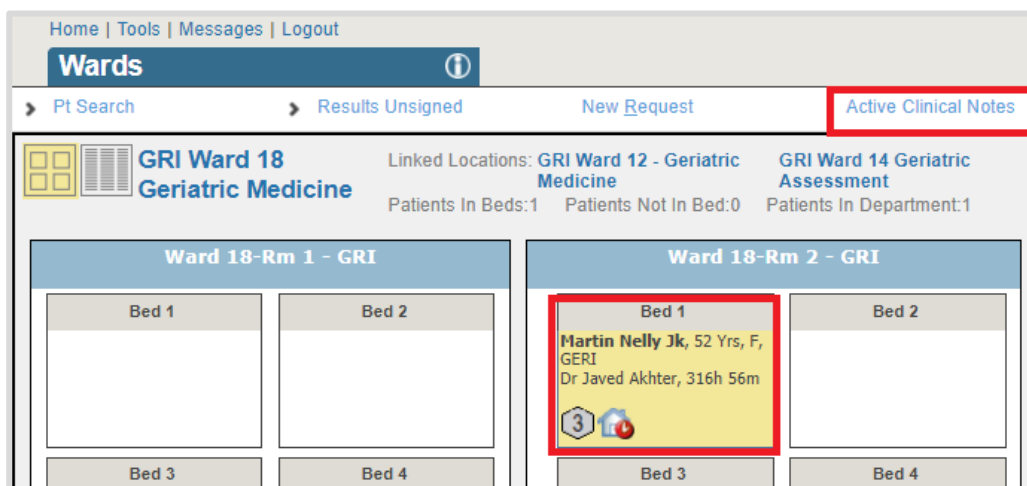 Home | Tools | Messages | Logout
Wards
Pt Search Results Unsigned New Request Active Clinical Notes
GRI Ward 18 Linked Locations: GRI Ward 12 - Geriatric GRI Ward 14 Geriatric
Geriatric Medicine Medicine Assessment
Patients In Beds:1 Patients Not In Bed:0 Patients In Department:1
Ward 18-Rm 1 - GRI Ward 18-Rm 2 - GRI
Bed 1 Bed 2 Bed 1 Bed 2
Martin Nelly Jk, 52 Yrs, F,
GERI
Dr Javed Akhter, 316h 56m
3
Bed 3 Bed 4 Bed 3 Bed 4